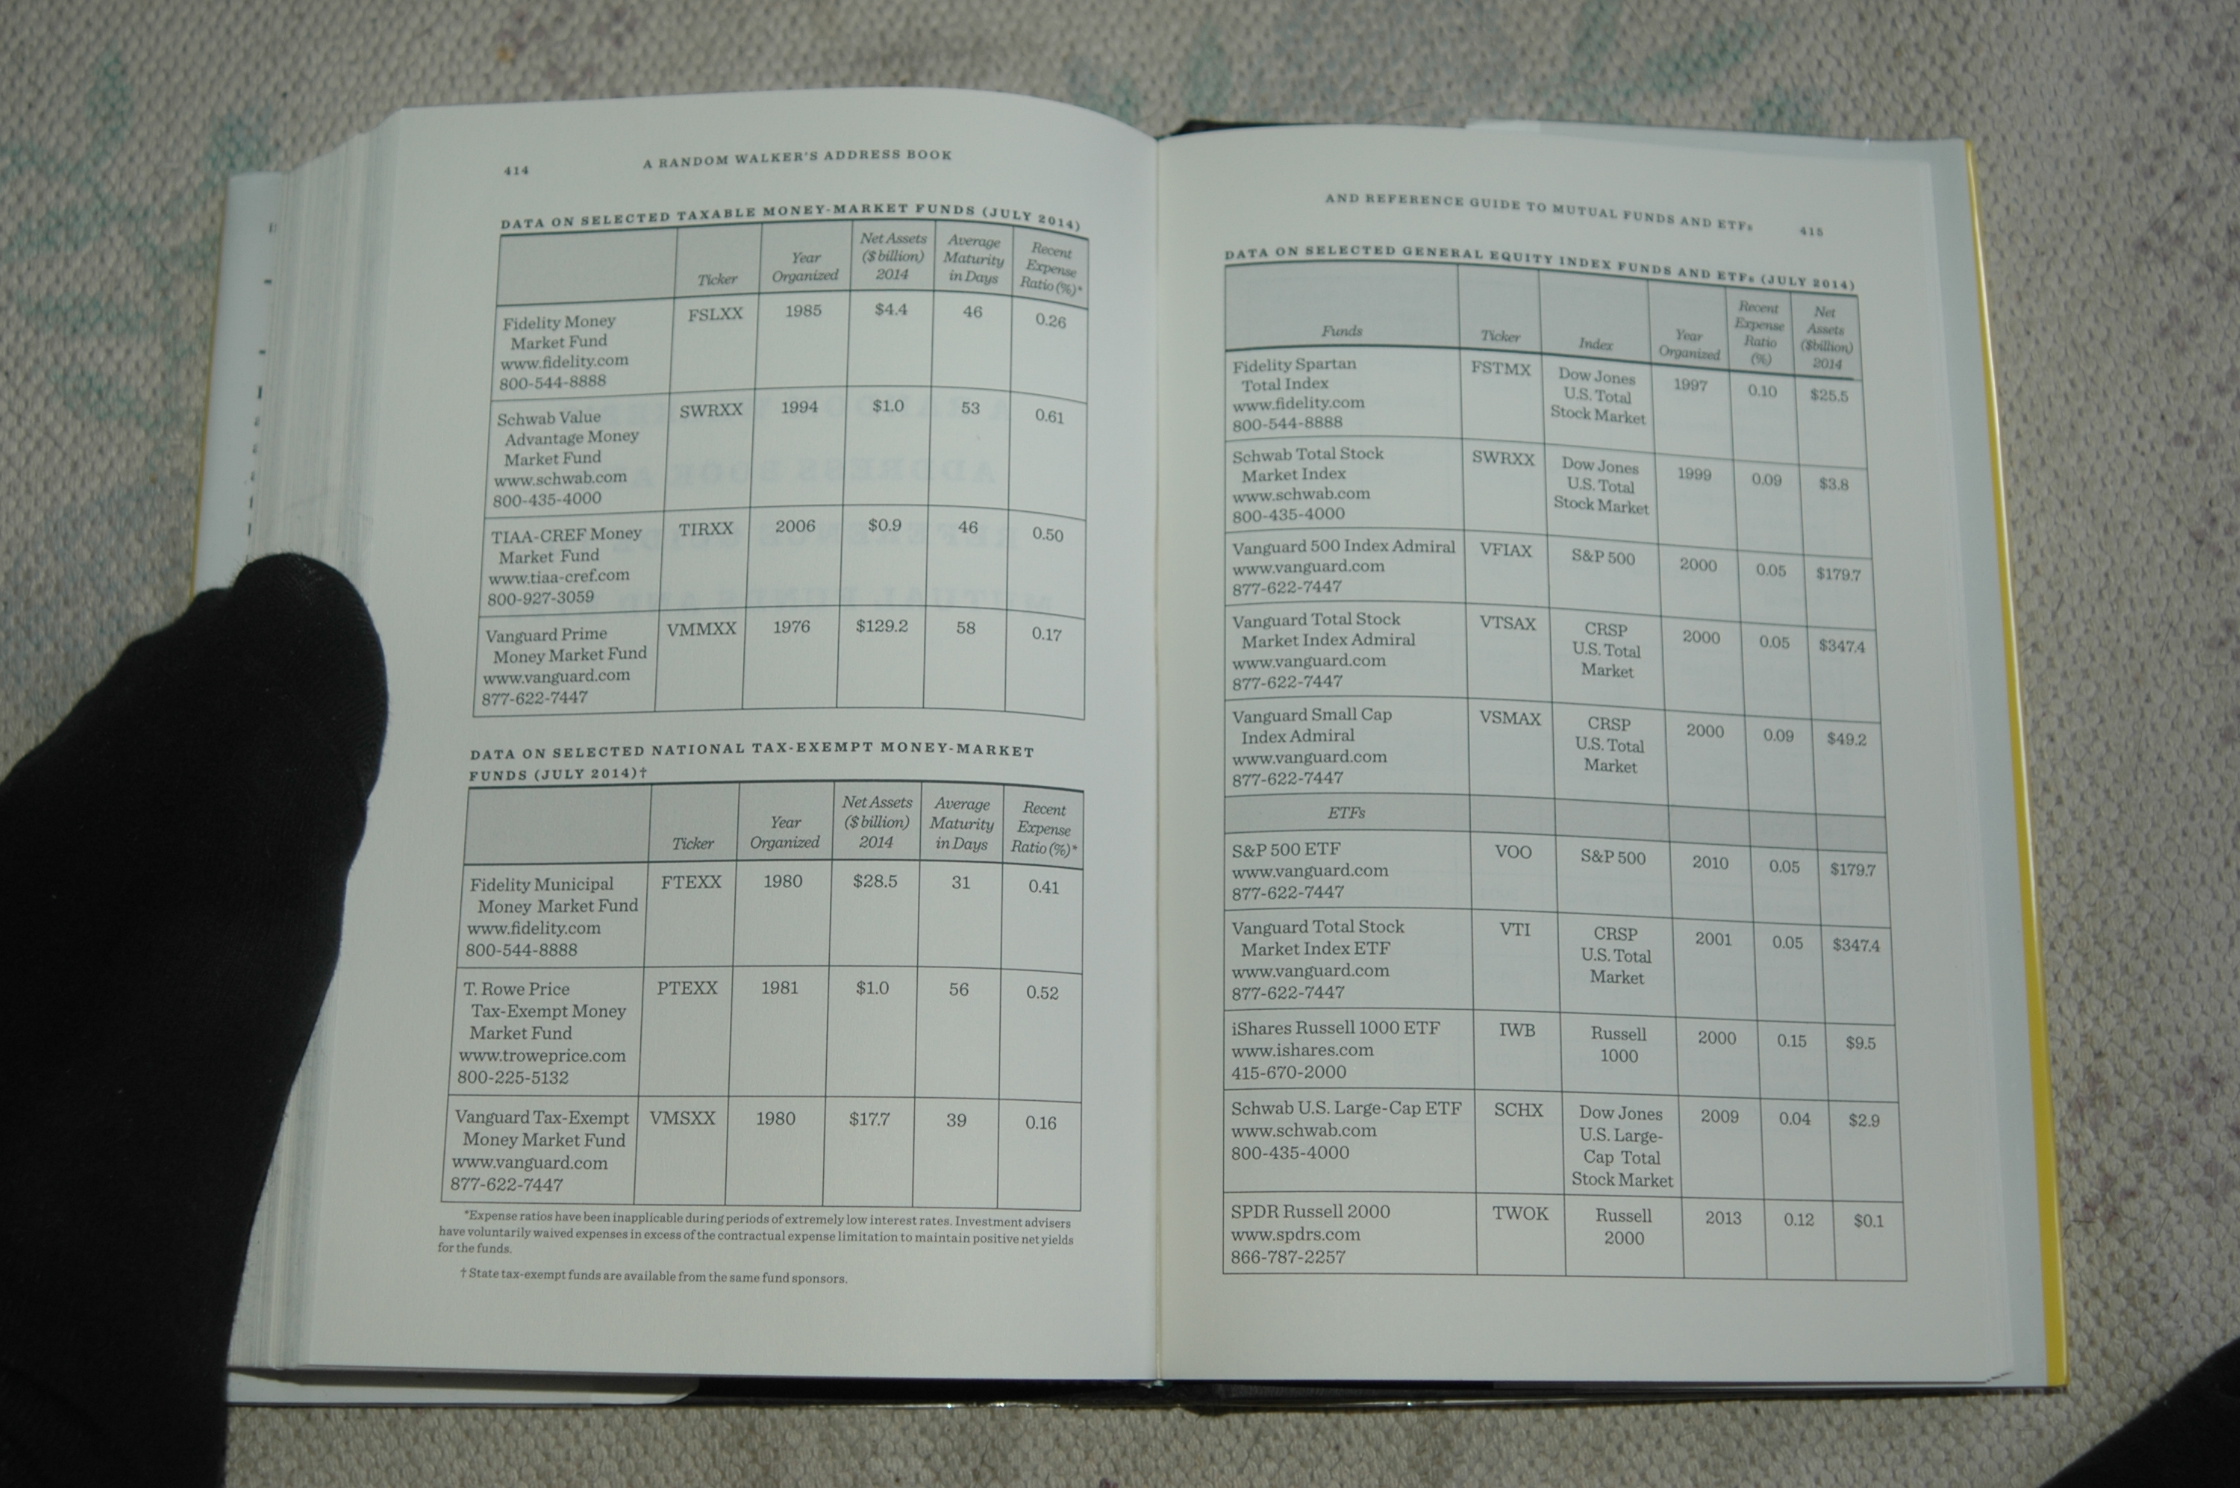 414
A RANDOM WALKER'S ADDRESS BOOK
DATA ON SELECTED TAXABLE MONEY-MARKET FUNDS (JULY 2014)
Ticker Year Organized Net Assets ($ billion) 2014 Average Maturity in Days Recent Expense Ratio (%)*
Fidelity Money FSLXX 1985 $4.4 46 0.26
Market Fund
www.fidelity.com
800-544-8888
Schwab Value SWRXX 1994 $1.0 53 0.61
Advantage Money
Market Fund
www.schwab.com
800-435-4000
TIAA-CREF Money TIRXX 2006 $0.9 46 0.50
Market Fund
www.tiaa-cref.com
800-927-3059
Vanguard Prime VMMXX 1976 $129.2 58 0.17
Money Market Fund
www.vanguard.com
877-622-7447
DATA ON SELECTED NATIONAL TAX-EXEMPT MONEY-MARKET
FUNDS (JULY 2014)†
Ticker Year Organized Net Assets ($ billion) 2014 Average Maturity in Days Recent Expense Ratio (%)*
Fidelity Municipal FTEXX 1980 $28.5 31 0.41
Money Market Fund
www.fidelity.com
800-544-8888
T. Rowe Price PTEXX 1981 $1.0 56 0.52
Tax-Exempt Money
Market Fund
www.troweprice.com
800-225-5132
Vanguard Tax-Exempt VMSXX 1980 $17.7 39 0.16
Money Market Fund
www.vanguard.com
877-622-7447
*Expense ratios have been inapplicable during periods of extremely low interest rates. Investment advisers
have voluntarily waived expenses in excess of the contractual expense limitation to maintain positive net yields
for the funds.
† State tax-exempt funds are available from the same fund sponsors.
AND REFERENCE GUIDE TO MUTUAL FUNDS AND ETFs
415
DATA ON SELECTED GENERAL EQUITY INDEX FUNDS AND ETFs (JULY 2014)
Funds Ticker Index Year Organized Recent Expense Ratio (%) Net Assets ($billion) 2014
Fidelity Spartan FSTMX Dow Jones 1997 0.10 $25.5
Total Index U.S. Total
www.fidelity.com Stock Market
800-544-8888
Schwab Total Stock SWRXX Dow Jones 1999 0.09 $3.8
Market Index U.S. Total
www.schwab.com Stock Market
800-435-4000
Vanguard 500 Index Admiral VFIAX S&P 500 2000 0.05 $179.7
www.vanguard.com
877-622-7447
Vanguard Total Stock VTSAX CRSP 2000 0.05 $347.4
Market Index Admiral U.S. Total
www.vanguard.com Market
877-622-7447
Vanguard Small Cap VSMAX CRSP 2000 0.09 $49.2
Index Admiral U.S. Total
www.vanguard.com Market
877-622-7447
ETFs
S&P 500 ETF VOO S&P 500 2010 0.05 $179.7
www.vanguard.com
877-622-7447
Vanguard Total Stock VTI CRSP 2001 0.05 $347.4
Market Index ETF U.S. Total
www.vanguard.com Market
877-622-7447
iShares Russell 1000 ETF IWB Russell 2000 0.15 $9.5
www.ishares.com 1000
415-670-2000
Schwab U.S. Large-Cap ETF SCHX Dow Jones 2009 0.04 $2.9
www.schwab.com U.S. Large-
800-435-4000 Cap Total
Stock Market
SPDR Russell 2000 TWOK Russell 2013 0.12 $0.1
www.spdrs.com 2000
866-787-2257